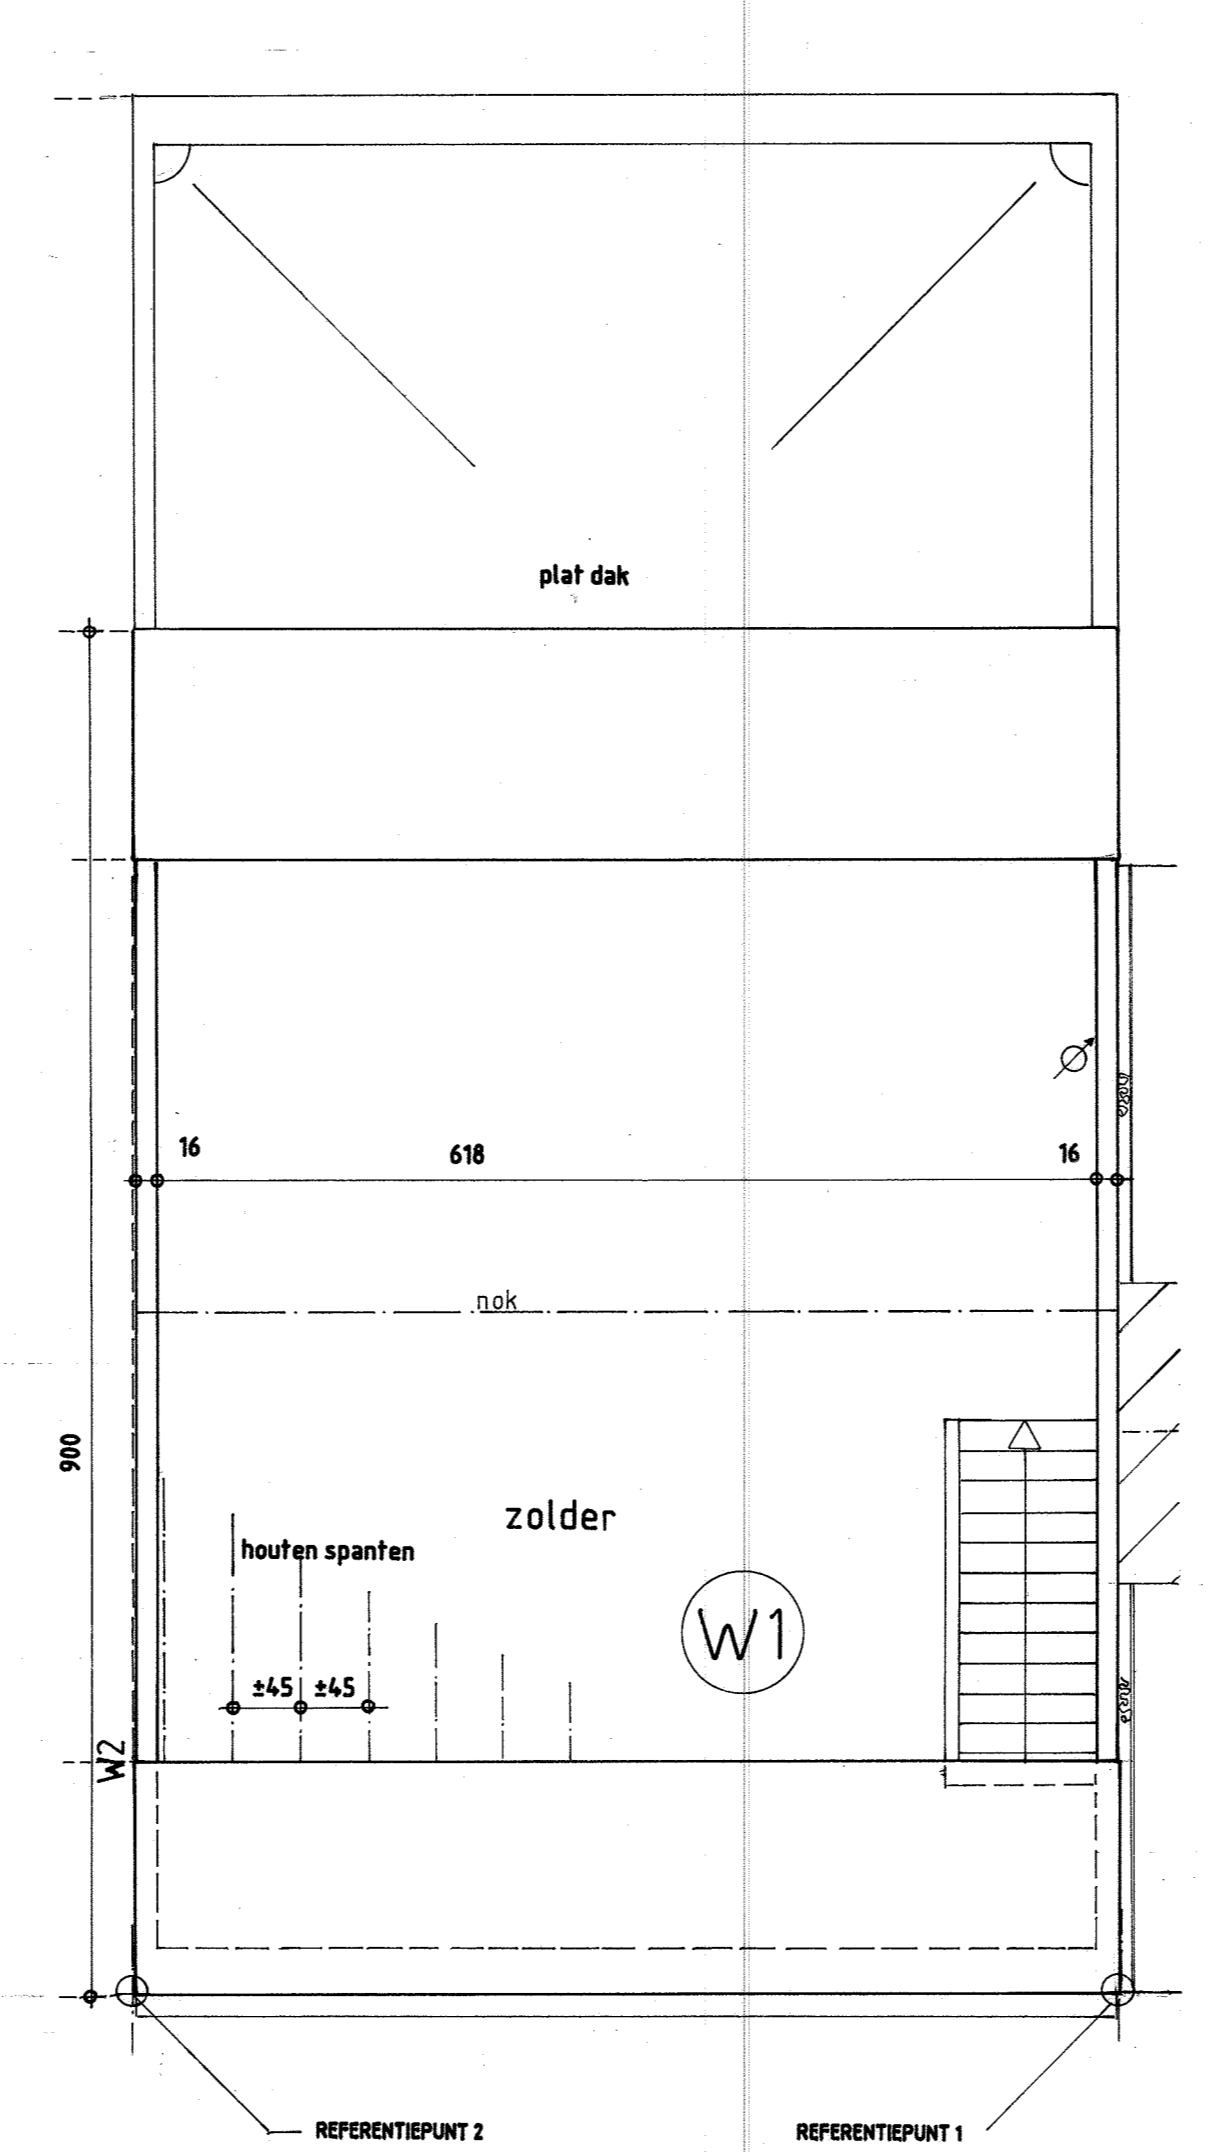 plat dak
16
618
16
nok
900
zolder
houten spanten
W1
±45 ±45
W2
REFERENTIEPUNT 2
REFERENTIEPUNT 1